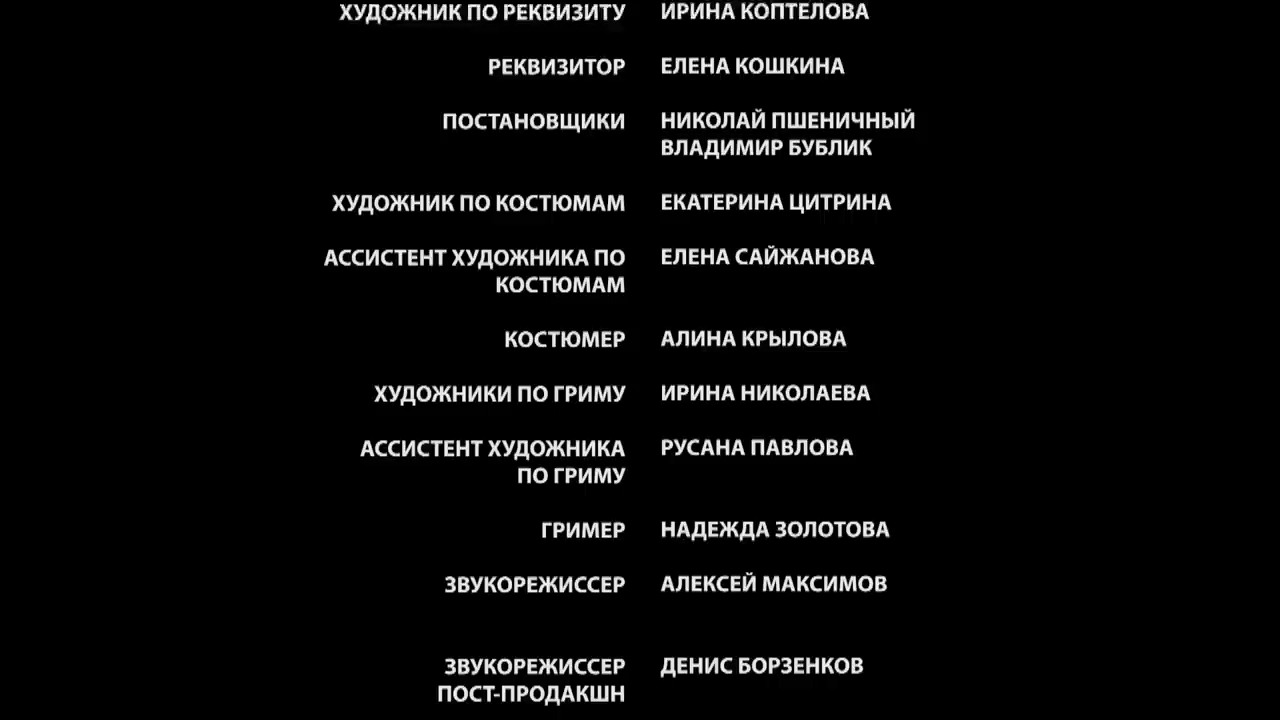 ХУДОЖНИК ПО РЕКВИЗИТУ ИРИНА КОПТЕЛОВА
РЕКВИЗИТОР ЕЛЕНА КОШКИНА
ПОСТАНОВЩИКИ НИКОЛАЙ ПШЕНИЧНЫЙ
ВЛАДИМИР БУБЛИК
ХУДОЖНИК ПО КОСТЮМАМ ЕКАТЕРИНА ЦИТРИНА
АССИСТЕНТ ХУДОЖНИКА ПО ЕЛЕНА САЙЖАНОВА
КОСТЮМАМ
КОСТЮМЕР АЛИНА КРЫЛОВА
ХУДОЖНИКИ ПО ГРИМУ ИРИНА НИКОЛАЕВА
АССИСТЕНТ ХУДОЖНИКА РУСАНА ПАВЛОВА
ПО ГРИМУ
ГРИМЕР НАДЕЖДА ЗОЛОТОВА
ЗВУКОРЕЖИССЕР АЛЕКСЕЙ МАКСИМОВ
ЗВУКОРЕЖИССЕР ДЕНИС БОРЗЕНКОВ
ПОСТ-ПРОДАКШН